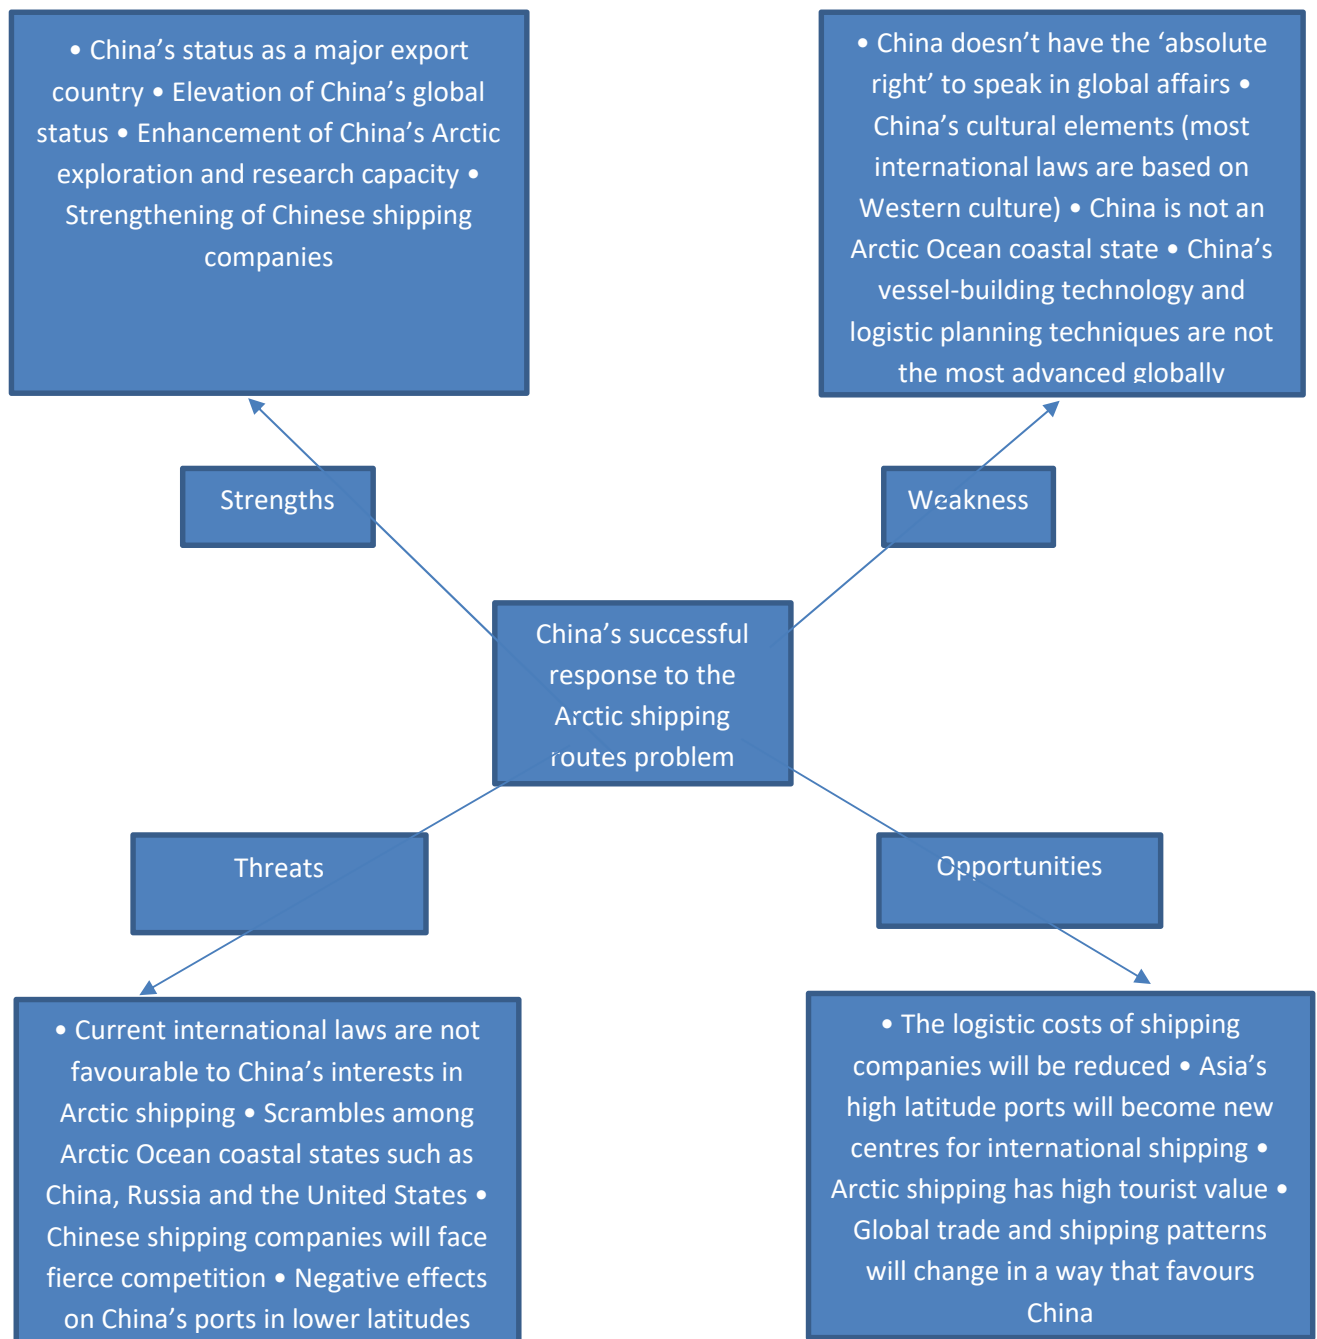 • China’s status as a major export
country • Elevation of China’s global
status • Enhancement of China’s Arctic
exploration and research capacity •
Strengthening of Chinese shipping
companies
• China doesn’t have the ‘absolute
right’ to speak in global affairs •
China’s cultural elements (most
international laws are based on
Western culture) • China is not an
Arctic Ocean coastal state • China’s
vessel-building technology and
logistic planning techniques are not
the most advanced globally
Strengths
Weakness
China’s successful
response to the
Arctic shipping
routes problem
Threats
Opportunities
• Current international laws are not
favourable to China’s interests in
Arctic shipping • Scrambles among
Arctic Ocean coastal states such as
China, Russia and the United States •
Chinese shipping companies will face
fierce competition • Negative effects
on China’s ports in lower latitudes
• The logistic costs of shipping
companies will be reduced • Asia’s
high latitude ports will become new
centres for international shipping •
Arctic shipping has high tourist value •
Global trade and shipping patterns
will change in a way that favours
China